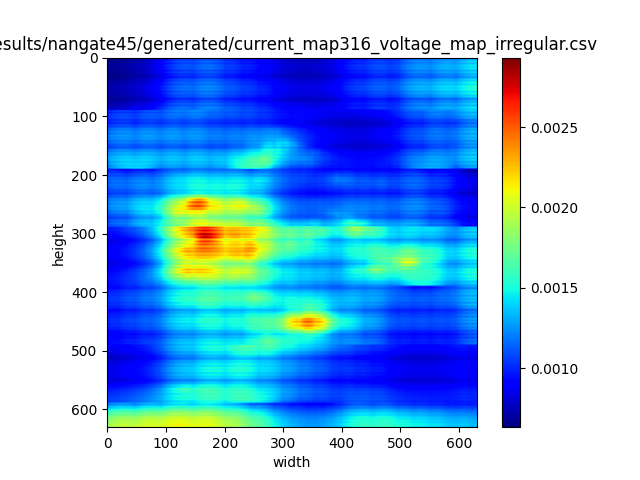 esults/nangate45/generated/current_map316_voltage_map_irregular.csv
0
100
200
300
400
500
600
height
0 100 200 300 400 500 600
width
0.0025
0.0020
0.0015
0.0010